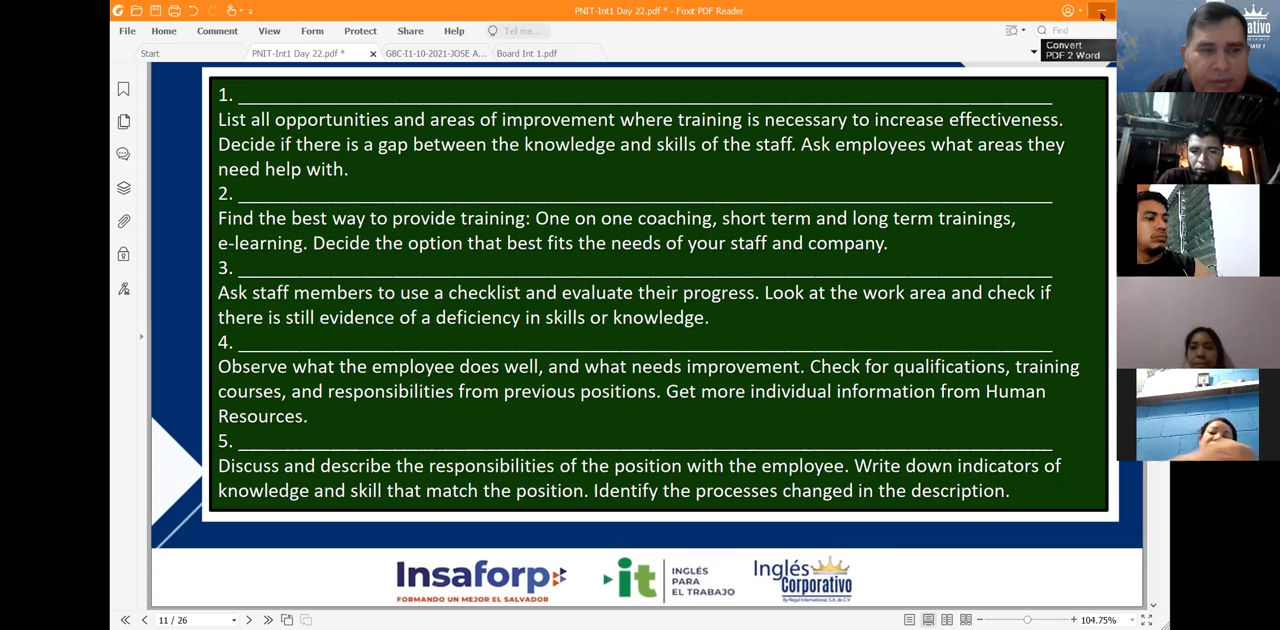 PNIT-Int1 Day 22.pdf * - Foxit PDF Reader
File Home Comment View Form Protect Share Help Tell me... Find
Start PNIT-Int1 Day 22.pdf * G8C-I1-10-2021-JOSE A... Board Int 1.pdf
Convert
PDF 2 Word
1.
List all opportunities and areas of improvement where training is necessary to increase effectiveness.
Decide if there is a gap between the knowledge and skills of the staff. Ask employees what areas they
need help with.
2.
Find the best way to provide training: One on one coaching, short term and long term trainings,
e-learning. Decide the option that best fits the needs of your staff and company.
3.
Ask staff members to use a checklist and evaluate their progress. Look at the work area and check if
there is still evidence of a deficiency in skills or knowledge.
4.
Observe what the employee does well, and what needs improvement. Check for qualifications, training
courses, and responsibilities from previous positions. Get more individual information from Human
Resources.
5.
Discuss and describe the responsibilities of the position with the employee. Write down indicators of
knowledge and skill that match the position. Identify the processes changed in the description.
Insaforp
FORMANDO UN MEJOR EL SALVADOR
it
INGLÉS
PARA
EL TRABAJO
Inglés
Corporativo
By Regal International, S.A. de C.V.
11 / 26
104.75%